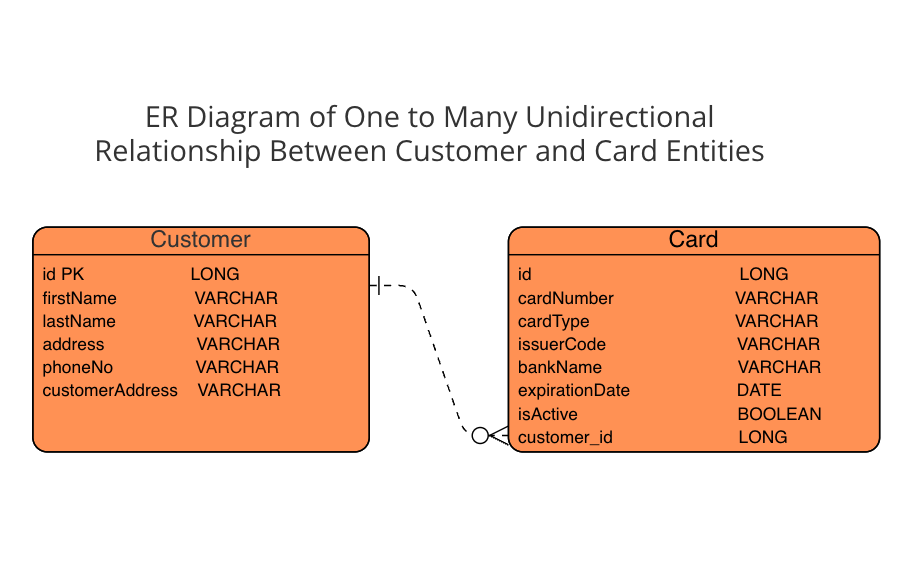 ER Diagram of One to Many Unidirectional
Relationship Between Customer and Card Entities
Customer
id PK LONG
firstName VARCHAR
lastName VARCHAR
address VARCHAR
phoneNo VARCHAR
customerAddress VARCHAR
Card
id LONG
cardNumber VARCHAR
cardType VARCHAR
issuerCode VARCHAR
bankName VARCHAR
expirationDate DATE
isActive BOOLEAN
customer_id LONG